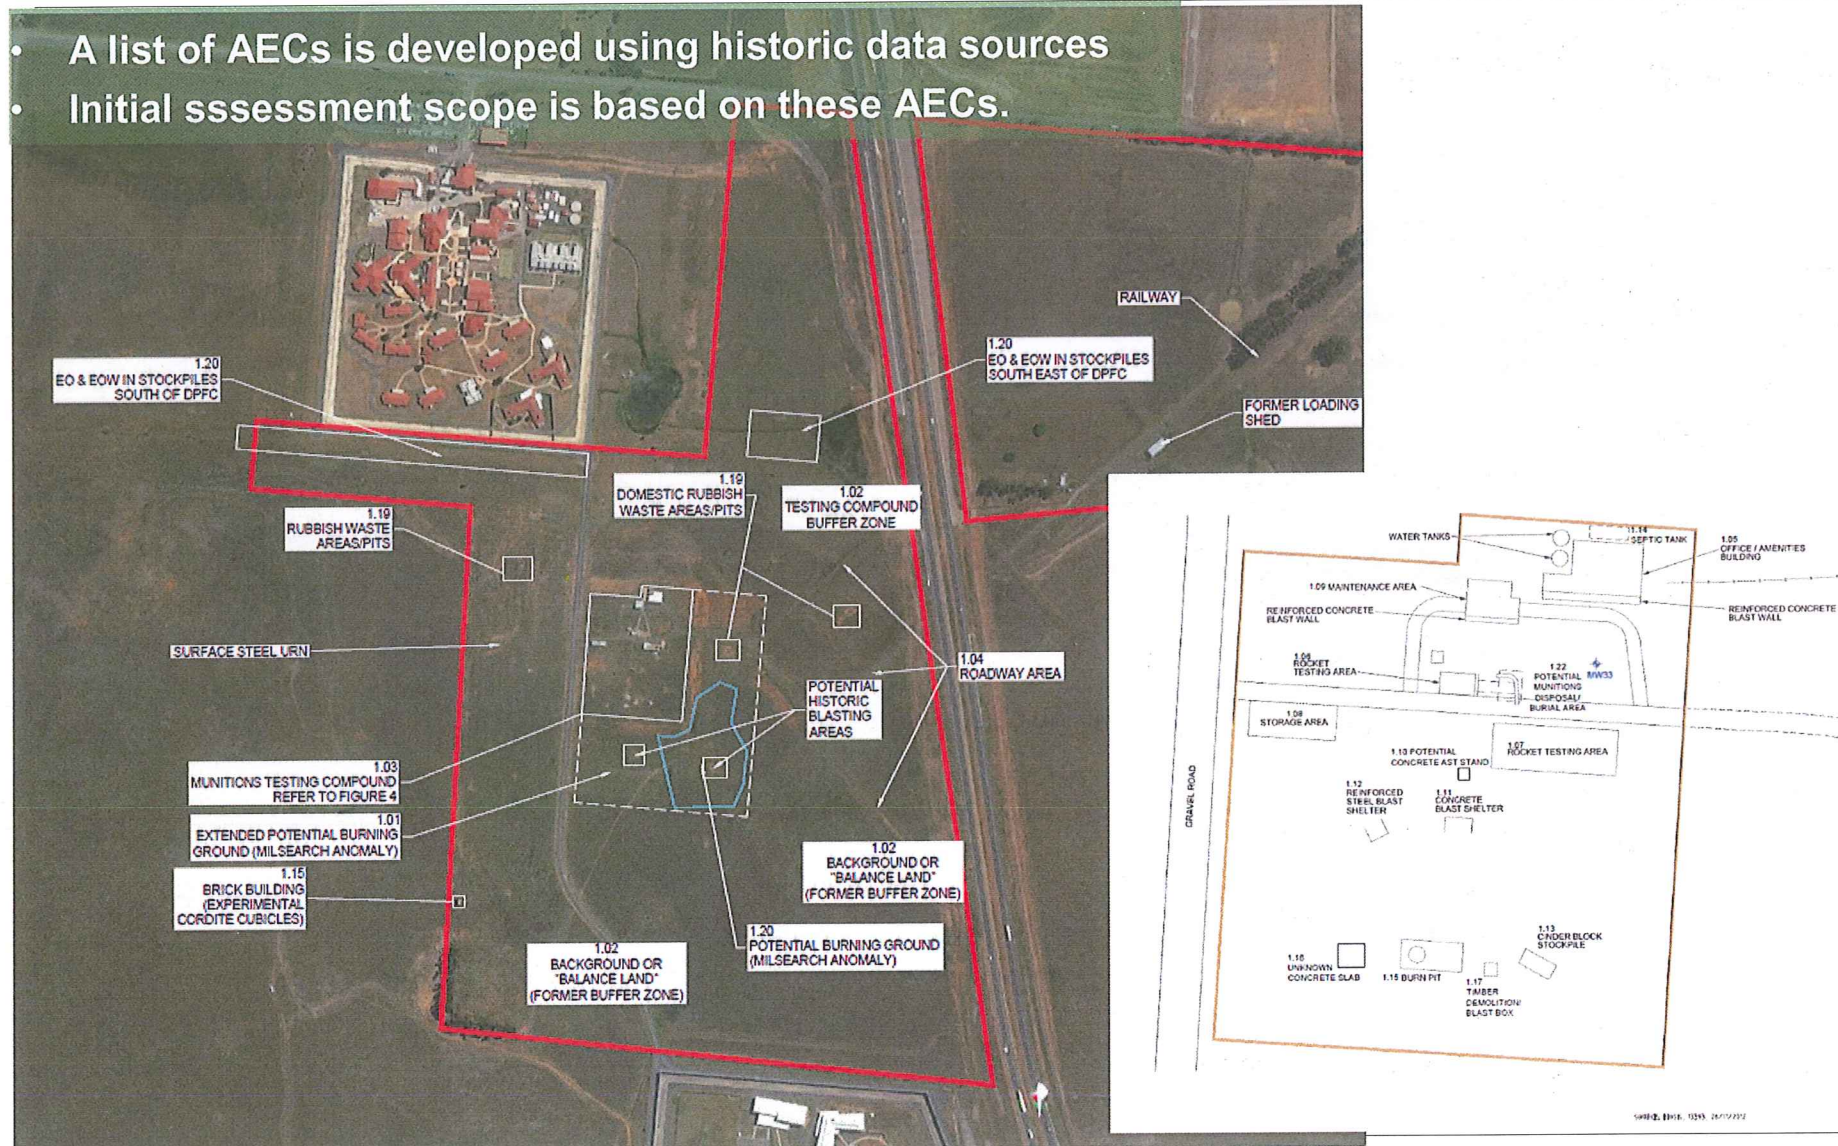 • A list of AECs is developed using historic data sources
• Initial sssessment scope is based on these AECs.
RAILWAY
1.20
EO & EOW IN STOCKPILES
SOUTH EAST OF DPFC
1.20
EO & EOW IN STOCKPILES
SOUTH OF DPFC
FORMER LOADING
SHED
1.19
DOMESTIC RUBBISH
WASTE AREAS/PITS
1.02
TESTING COMPOUND
BUFFER ZONE
1.19
RUBBISH WASTE
AREAS/PITS
SURFACE STEEL URN
1.04
ROADWAY AREA
POTENTIAL
HISTORIC
BLASTING
AREAS
1.03
MUNITIONS TESTING COMPOUND
REFER TO FIGURE 4
1.01
EXTENDED POTENTIAL BURNING
GROUND (MILSEARCH ANOMALY)
1.02
BACKGROUND OR
"BALANCE LAND"
(FORMER BUFFER ZONE)
1.15
BRICK BUILDING
(EXPERIMENTAL
CORDITE CUBICLES)
1.20
POTENTIAL BURNING GROUND
(MILSEARCH ANOMALY)
1.02
BACKGROUND OR
"BALANCE LAND"
(FORMER BUFFER ZONE)
WATER TANKS
1.14
SEPTIC TANK
1.05
OFFICE / AMENITIES
BUILDING
1.09 MAINTENANCE AREA
REINFORCED CONCRETE
BLAST WALL
REINFORCED CONCRETE
BLAST WALL
1.06
ROCKET
TESTING AREA
1.22
POTENTIAL
MUNITIONS
DISPOSAL/
BURIAL AREA
MW33
1.08
STORAGE AREA
1.07
ROCKET TESTING AREA
1.10 POTENTIAL
CONCRETE AST STAND
1.12
REINFORCED
STEEL BLAST
SHELTER
1.11
CONCRETE
BLAST SHELTER
GRAVEL ROAD
1.13
CINDER BLOCK
STOCKPILE
1.16
UNKNOWN
CONCRETE SLAB
1.15 BURN PIT
1.17
TIMBER
DEMOLITION/
BLAST BOX